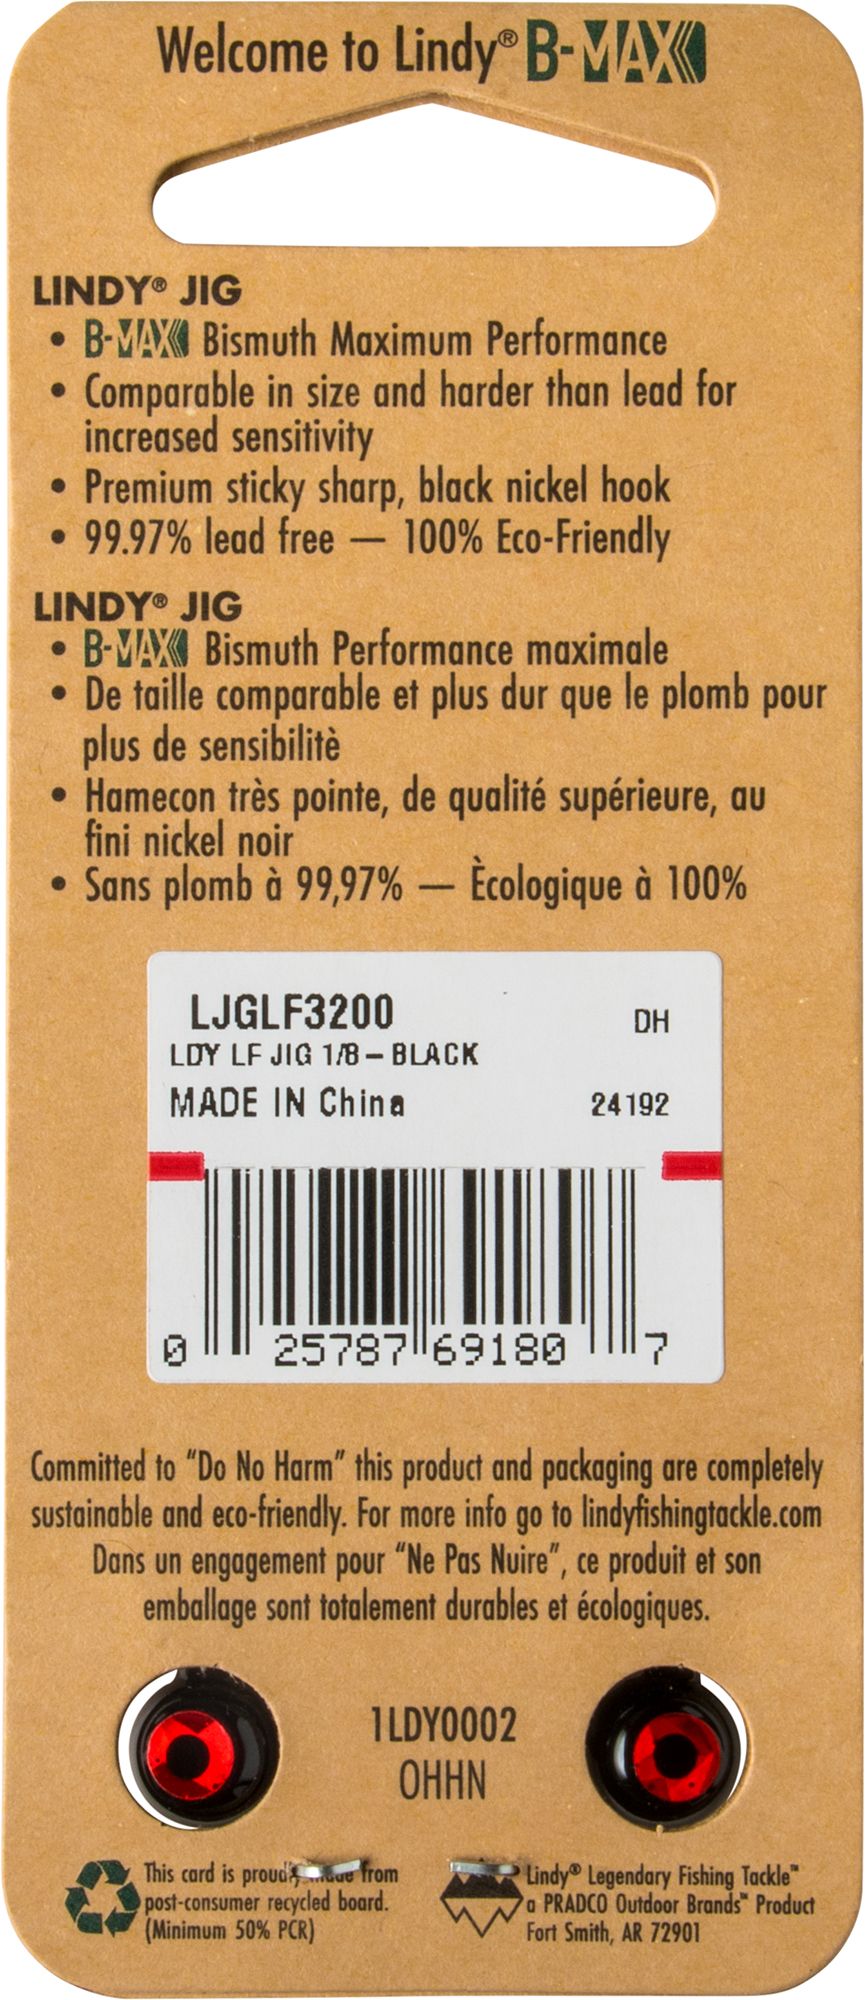 Welcome to Lindy® B-MAX
LINDY® JIG
• B-MAX Bismuth Maximum Performance
• Comparable in size and harder than lead for
increased sensitivity
• Premium sticky sharp, black nickel hook
• 99.97% lead free — 100% Eco-Friendly
LINDY® JIG
• B-MAX Bismuth Performance maximale
• De taille comparable et plus dur que le plomb pour
plus de sensibilitè
• Hamecon très pointe, de qualité supérieure, au
fini nickel noir
• Sans plomb à 99,97% — Ècologique à 100%
LJGLF3200 DH
LDY LF JIG 1/8 – BLACK
MADE IN China 24192
0 25787 69180 7
Committed to "Do No Harm" this product and packaging are completely
sustainable and eco-friendly. For more info go to lindyfishingtackle.com
Dans un engagement pour "Ne Pas Nuire", ce produit et son
emballage sont totalement durables et écologiques.
1LDY0002
OHHN
This card is proudly made from
post-consumer recycled board.
(Minimum 50% PCR)
Lindy® Legendary Fishing Tackle™
a PRADCO Outdoor Brands™ Product
Fort Smith, AR 72901